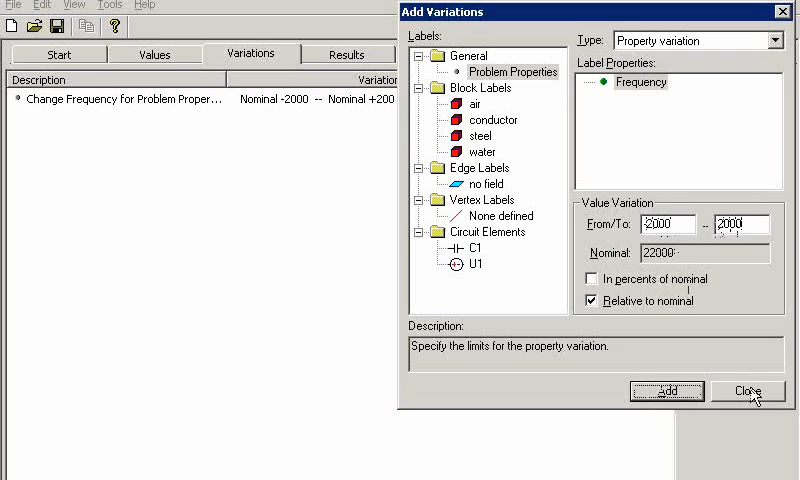 File Edit View Tools Help
Start Values Variations Results
Description Variation
Change Frequency for Problem Proper... Nominal -2000 -- Nominal +200
Add Variations
Labels:
General
Problem Properties
Block Labels
air
conductor
steel
water
Edge Labels
no field
Vertex Labels
None defined
Circuit Elements
C1
U1
Type: Property variation
Label Properties:
Frequency
Value Variation
From/To: -2000 -- 2000
Nominal: 22000
In percents of nominal
Relative to nominal
Description:
Specify the limits for the property variation.
Add Close